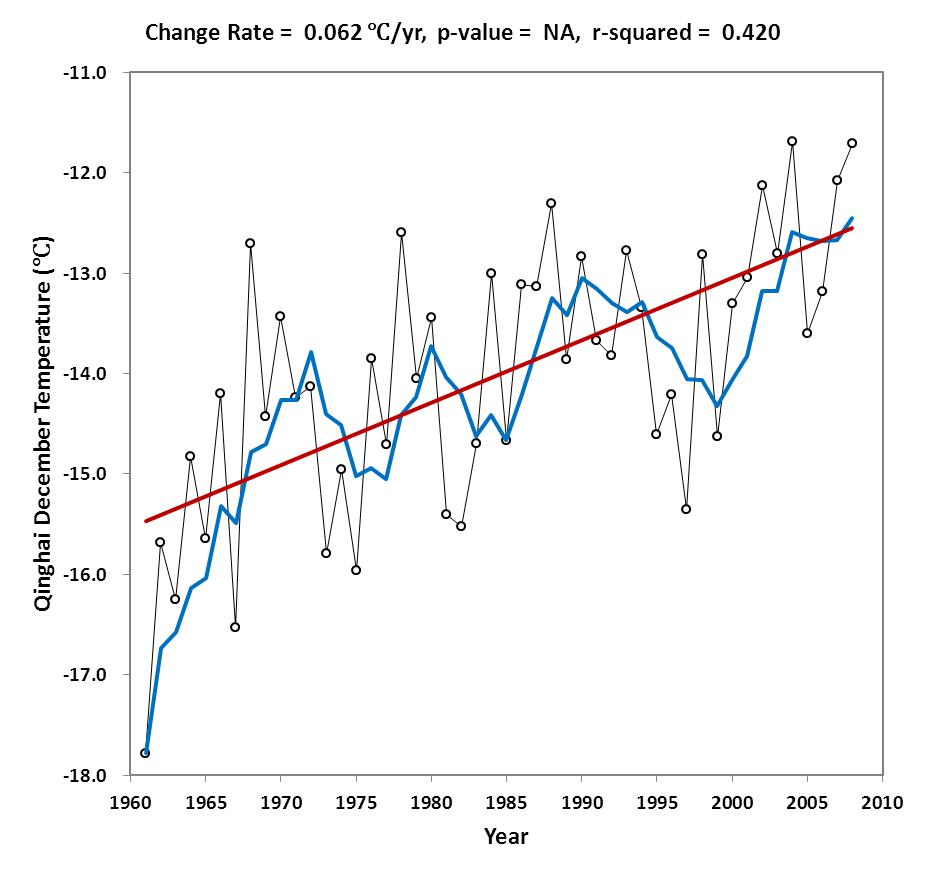 Change Rate = 0.062 ℃/yr, p-value = NA, r-squared = 0.420
Qinghai December Temperature (℃)
-11.0
-12.0
-13.0
-14.0
-15.0
-16.0
-17.0
-18.0
1960 1965 1970 1975 1980 1985 1990 1995 2000 2005 2010
Year